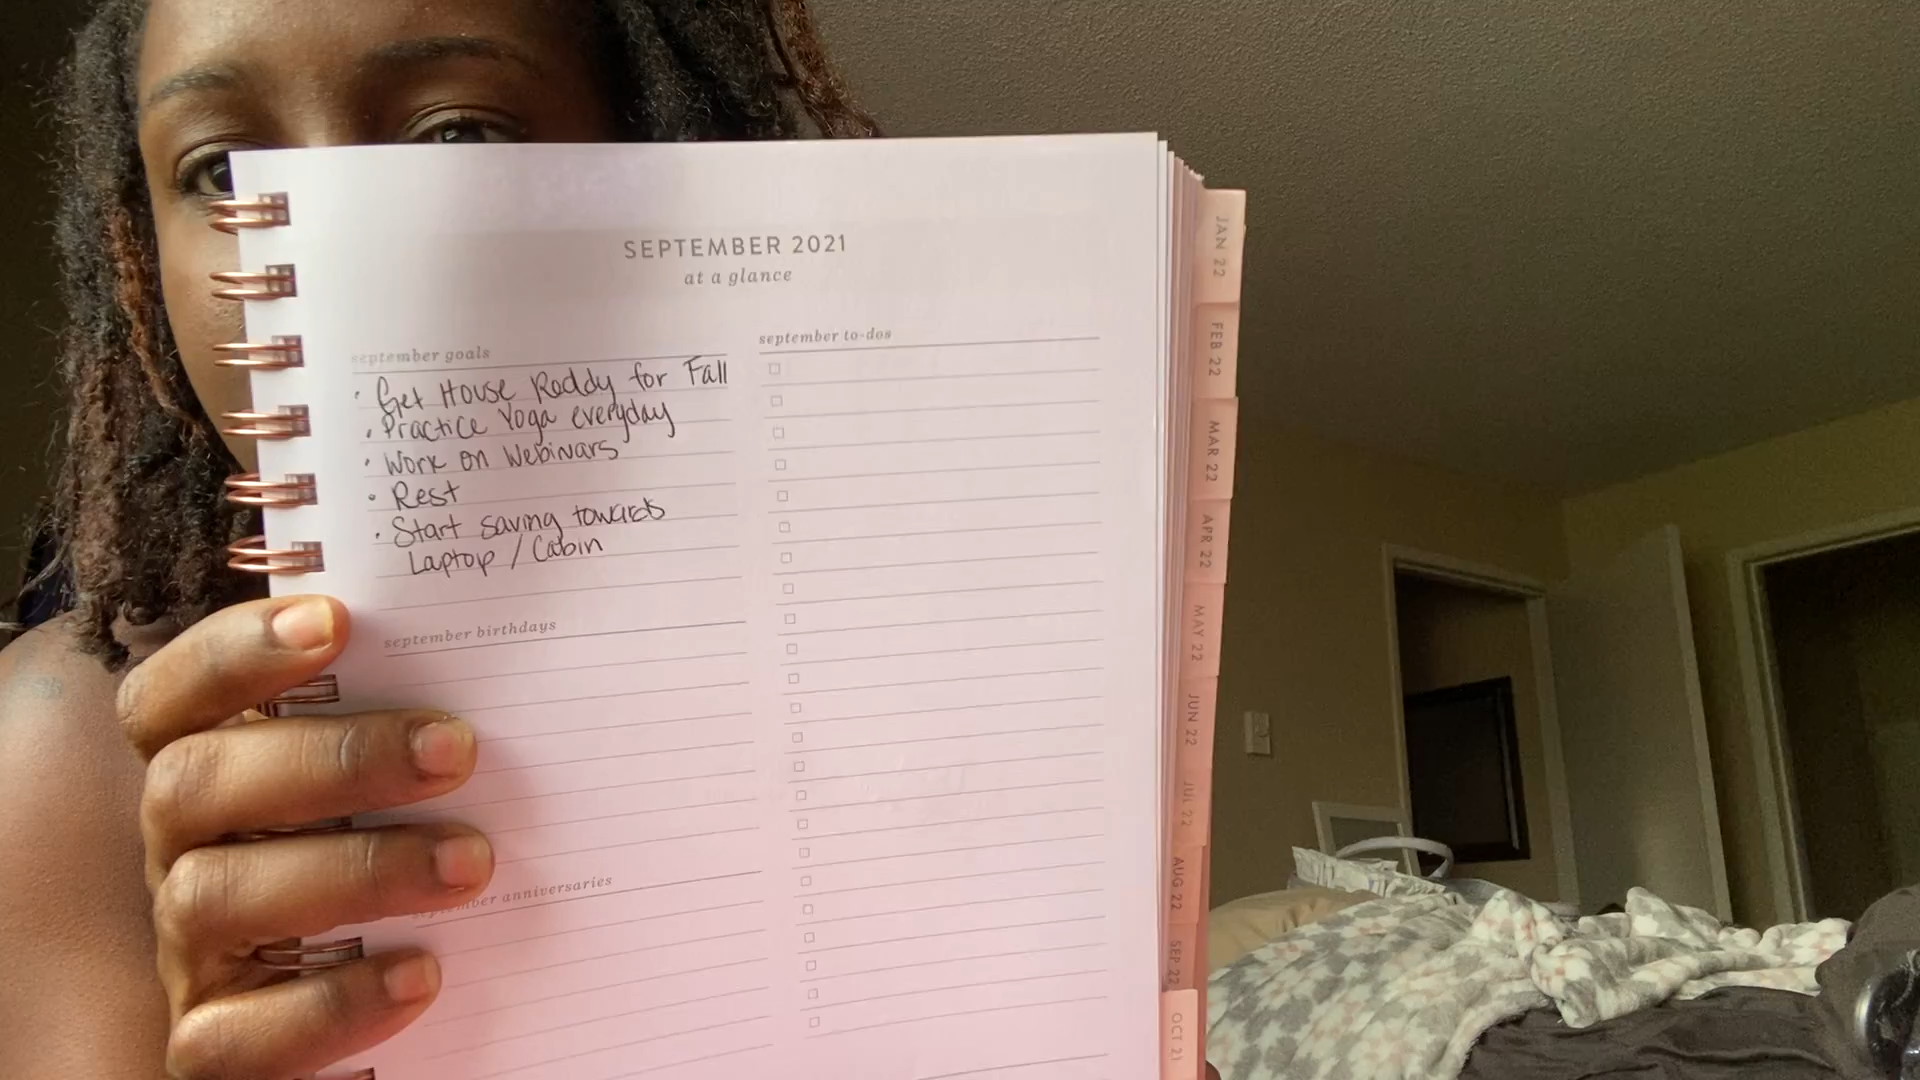 SEPTEMBER 2021
at a glance
september goals
· Get House Raddy for Fall
· Practice Yoga everyday
· Work on Webinars
· Rest
· Start saving towards
Laptop / Cabin
september birthdays
september anniversaries
september to-dos
JAN 22
FEB 22
MAR 22
APR 22
MAY 22
JUN 22
JUL 22
AUG 22
SEP 22
OCT 21